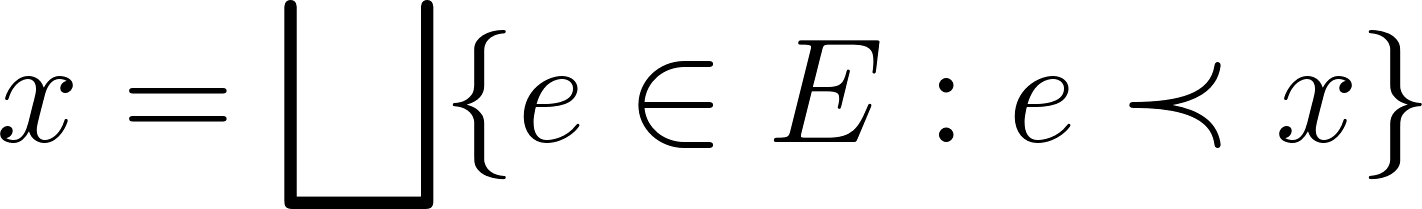 x = ⨆{e ∈ E : e ≺ x}